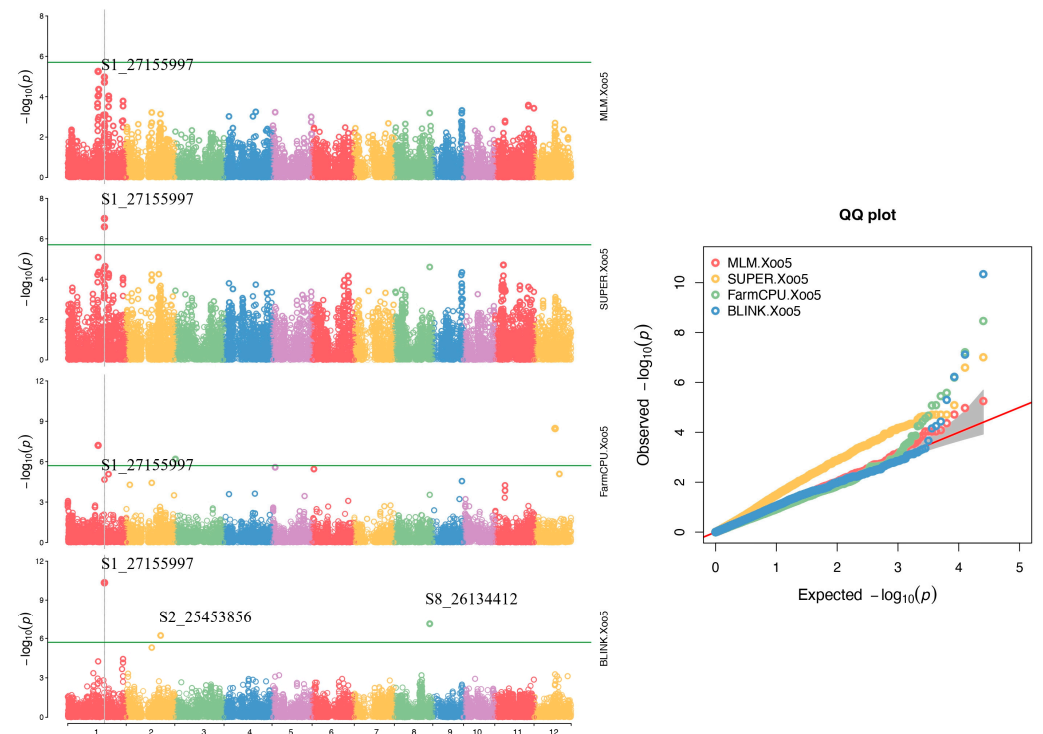 8
6
4
2
0
−log10(p)
S1_27155997
MLM.Xoo5
8
6
4
2
0
−log10(p)
S1_27155997
SUPER.Xoo5
12
9
6
3
0
−log10(p)
S1_27155997
FarmCPU.Xoo5
12
9
6
3
0
−log10(p)
S1_27155997
S2_25453856
S8_26134412
BLINK.Xoo5
1 2 3 4 5 6 7 8 9 10 11 12
QQ plot
MLM.Xoo5
SUPER.Xoo5
FarmCPU.Xoo5
BLINK.Xoo5
10
8
6
4
2
0
Observed −log10(p)
0 1 2 3 4 5
Expected −log10(p)